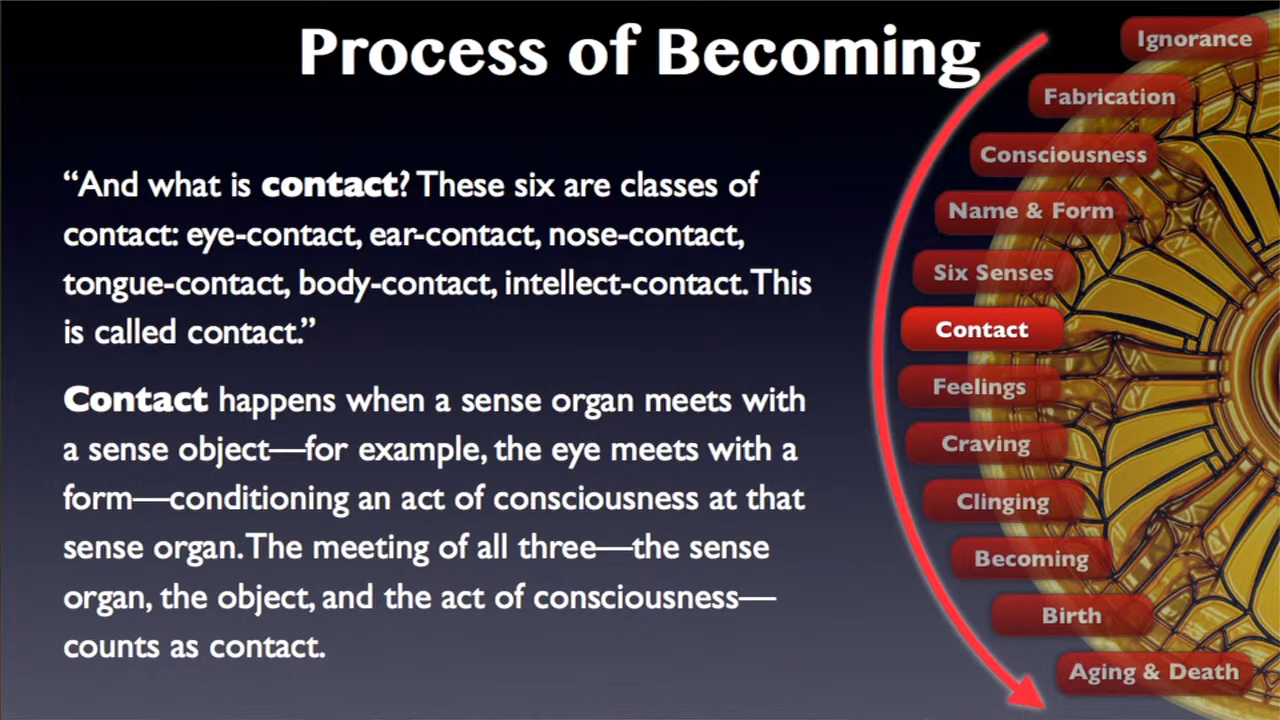 Process of Becoming
“And what is contact? These six are classes of
contact: eye-contact, ear-contact, nose-contact,
tongue-contact, body-contact, intellect-contact. This
is called contact.”
Contact happens when a sense organ meets with
a sense object—for example, the eye meets with a
form—conditioning an act of consciousness at that
sense organ. The meeting of all three—the sense
organ, the object, and the act of consciousness—
counts as contact.
Ignorance
Fabrication
Consciousness
Name & Form
Six Senses
Contact
Feelings
Craving
Clinging
Becoming
Birth
Aging & Death